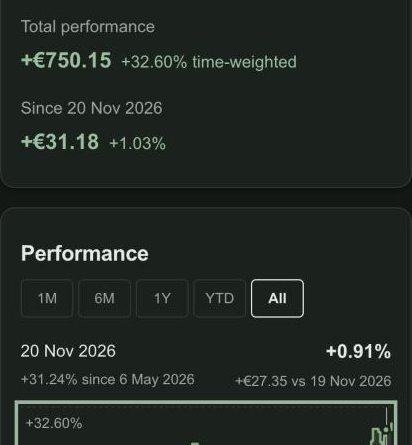 Total performance
+€750.15 +32.60% time-weighted
Since 20 Nov 2026
+€31.18 +1.03%
Performance
1M 6M 1Y YTD All
20 Nov 2026 +0.91%
+31.24% since 6 May 2026 +€27.35 vs 19 Nov 2026
+32.60%